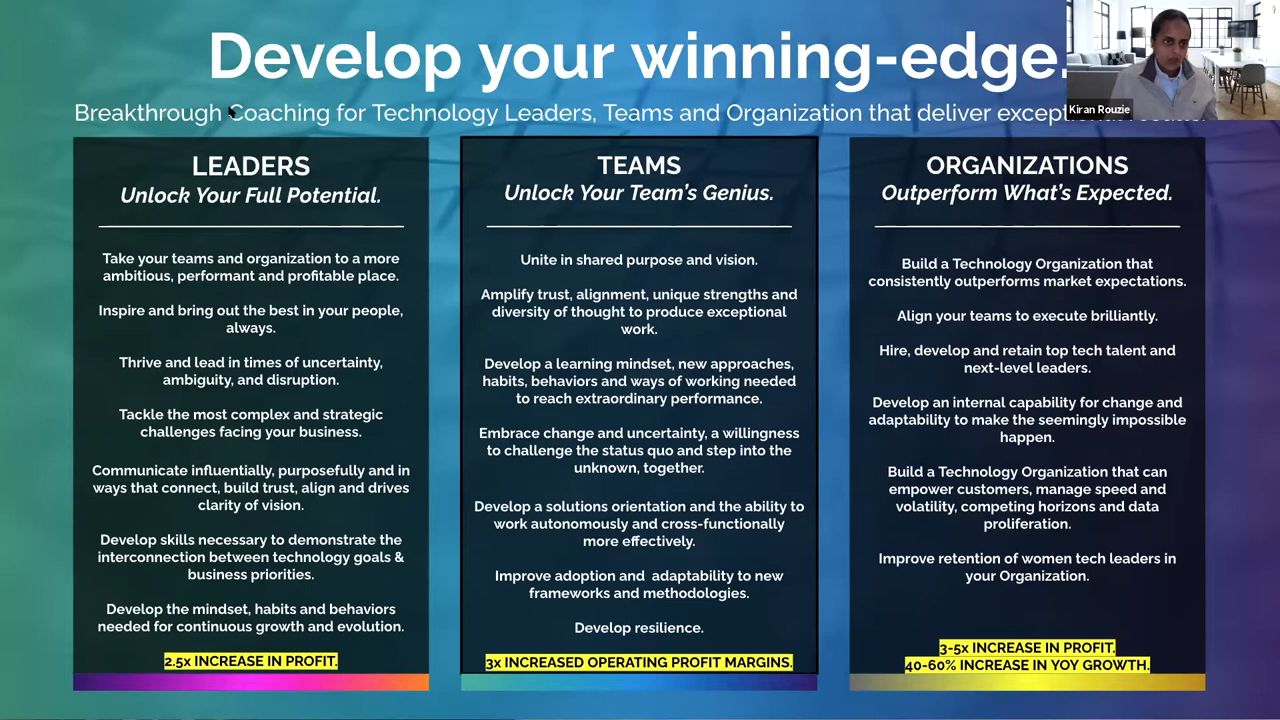 Develop your winning-edge.
Breakthrough Coaching for Technology Leaders, Teams and Organization that deliver
Kiran Rouzie
LEADERS
Unlock Your Full Potential.
Take your teams and organization to a more
ambitious, performant and profitable place.
Inspire and bring out the best in your people,
always.
Thrive and lead in times of uncertainty,
ambiguity, and disruption.
Tackle the most complex and strategic
challenges facing your business.
Communicate influentially, purposefully and in
ways that connect, build trust, align and drives
clarity of vision.
Develop skills necessary to demonstrate the
interconnection between technology goals &
business priorities.
Develop the mindset, habits and behaviors
needed for continuous growth and evolution.
2.5x INCREASE IN PROFIT.
TEAMS
Unlock Your Team's Genius.
Unite in shared purpose and vision.
Amplify trust, alignment, unique strengths and
diversity of thought to produce exceptional
work.
Develop a learning mindset, new approaches,
habits, behaviors and ways of working needed
to reach extraordinary performance.
Embrace change and uncertainty, a willingness
to challenge the status quo and step into the
unknown, together.
Develop a solutions orientation and the ability to
work autonomously and cross-functionally
more effectively.
Improve adoption and adaptability to new
frameworks and methodologies.
Develop resilience.
3x INCREASED OPERATING PROFIT MARGINS.
ORGANIZATIONS
Outperform What's Expected.
Build a Technology Organization that
consistently outperforms market expectations.
Align your teams to execute brilliantly.
Hire, develop and retain top tech talent and
next-level leaders.
Develop an internal capability for change and
adaptability to make the seemingly impossible
happen.
Build a Technology Organization that can
empower customers, manage speed and
volatility, competing horizons and data
proliferation.
Improve retention of women tech leaders in
your Organization.
3-5x INCREASE IN PROFIT.
40-60% INCREASE IN YOY GROWTH.